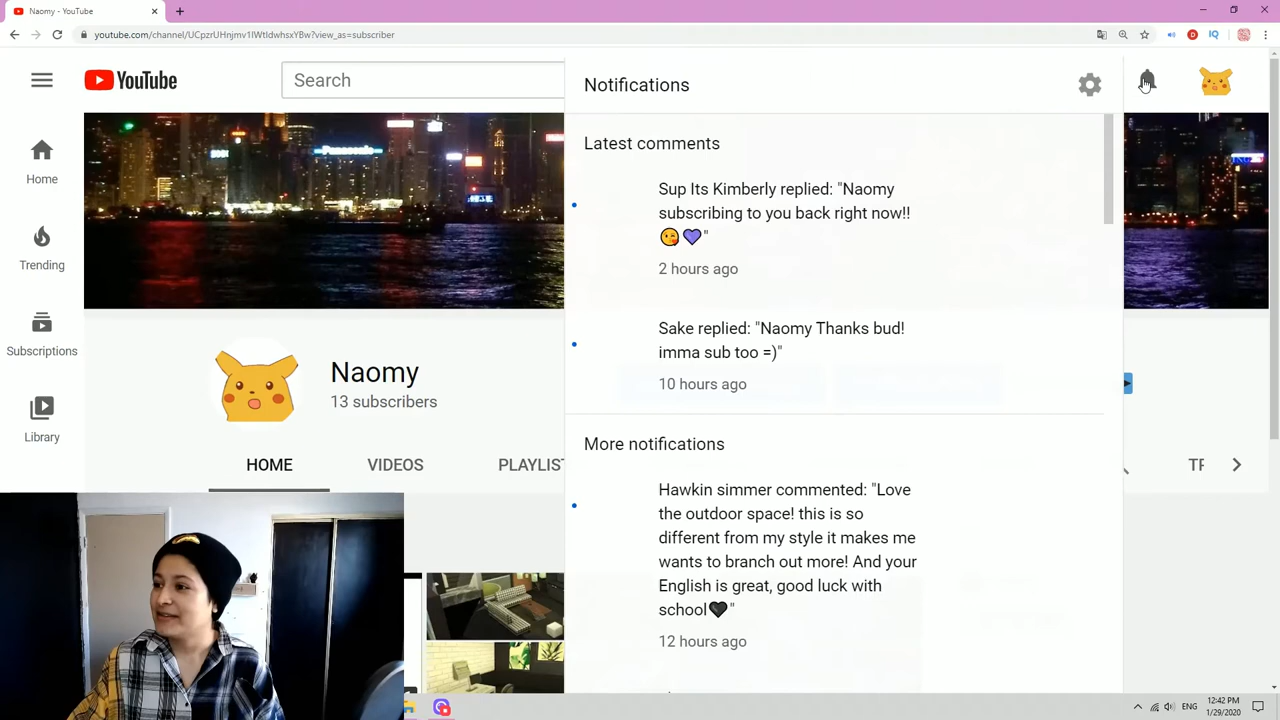 Naomy - YouTube
youtube.com/channel/UCpzrUHnjmv1IWtIdwhsxYBw?view_as=subscriber
YouTube
Search
Notifications
Home
Trending
Subscriptions
Library
Panasonic
Naomy
13 subscribers
HOME
VIDEOS
PLAYLIST
Latest comments
Sup Its Kimberly replied: "Naomy
subscribing to you back right now!!
😘💜"
2 hours ago
Sake replied: "Naomy Thanks bud!
imma sub too =)"
10 hours ago
More notifications
Hawkin simmer commented: "Love
the outdoor space! this is so
different from my style it makes me
wants to branch out more! And your
English is great, good luck with
school🖤"
12 hours ago
ENG
12:42 PM
1/29/2020